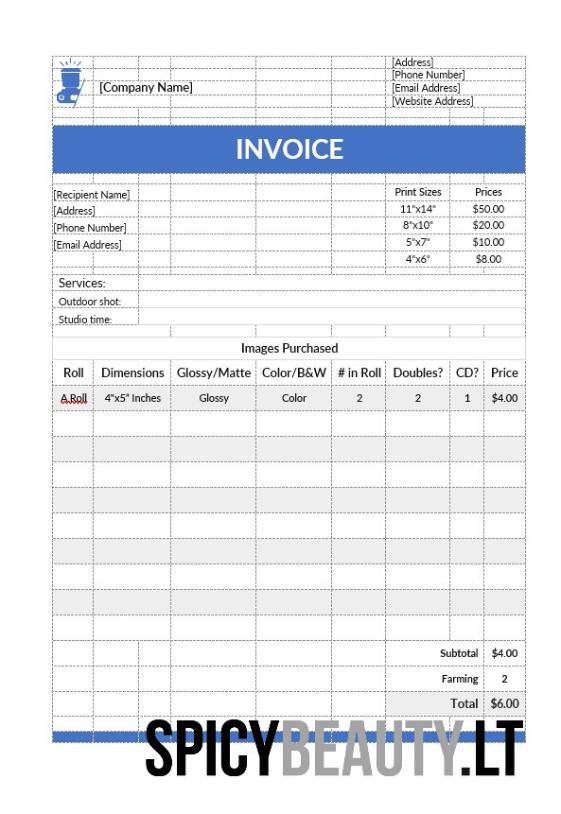 [Company Name]
[Address]
[Phone Number]
[Email Address]
[Website Address]
INVOICE
[Recipient Name]
[Address]
[Phone Number]
[Email Address]
Print Sizes Prices
11"x14" $50.00
8"x10" $20.00
5"x7" $10.00
4"x6" $8.00
Services:
Outdoor shot:
Studio time:
Images Purchased
Roll Dimensions Glossy/Matte Color/B&W # in Roll Doubles? CD? Price
A Roll 4"x5" Inches Glossy Color 2 2 1 $4.00
Subtotal $4.00
Farming 2
Total $6.00
SPICYBEAUTY.LT